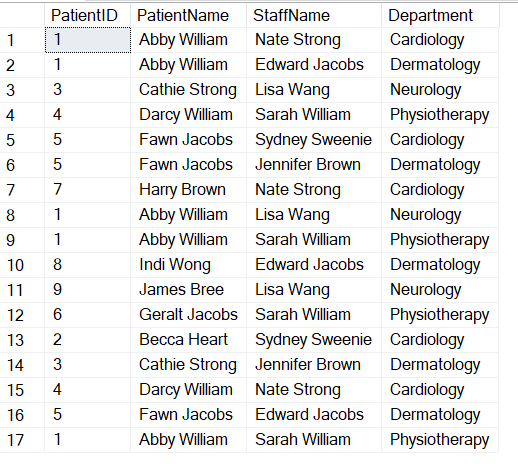 PatientID PatientName StaffName Department
1 1 Abby William Nate Strong Cardiology
2 1 Abby William Edward Jacobs Dermatology
3 3 Cathie Strong Lisa Wang Neurology
4 4 Darcy William Sarah William Physiotherapy
5 5 Fawn Jacobs Sydney Sweenie Cardiology
6 5 Fawn Jacobs Jennifer Brown Dermatology
7 7 Harry Brown Nate Strong Cardiology
8 1 Abby William Lisa Wang Neurology
9 1 Abby William Sarah William Physiotherapy
10 8 Indi Wong Edward Jacobs Dermatology
11 9 James Bree Lisa Wang Neurology
12 6 Geralt Jacobs Sarah William Physiotherapy
13 2 Becca Heart Sydney Sweenie Cardiology
14 3 Cathie Strong Jennifer Brown Dermatology
15 4 Darcy William Nate Strong Cardiology
16 5 Fawn Jacobs Edward Jacobs Dermatology
17 1 Abby William Sarah William Physiotherapy